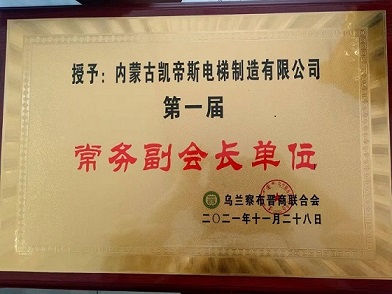 授予：内蒙古凯帝斯电梯制造有限公司
第一届
常务副会长单位
乌兰察布晋商联合会
二〇二一年十一月二十八日